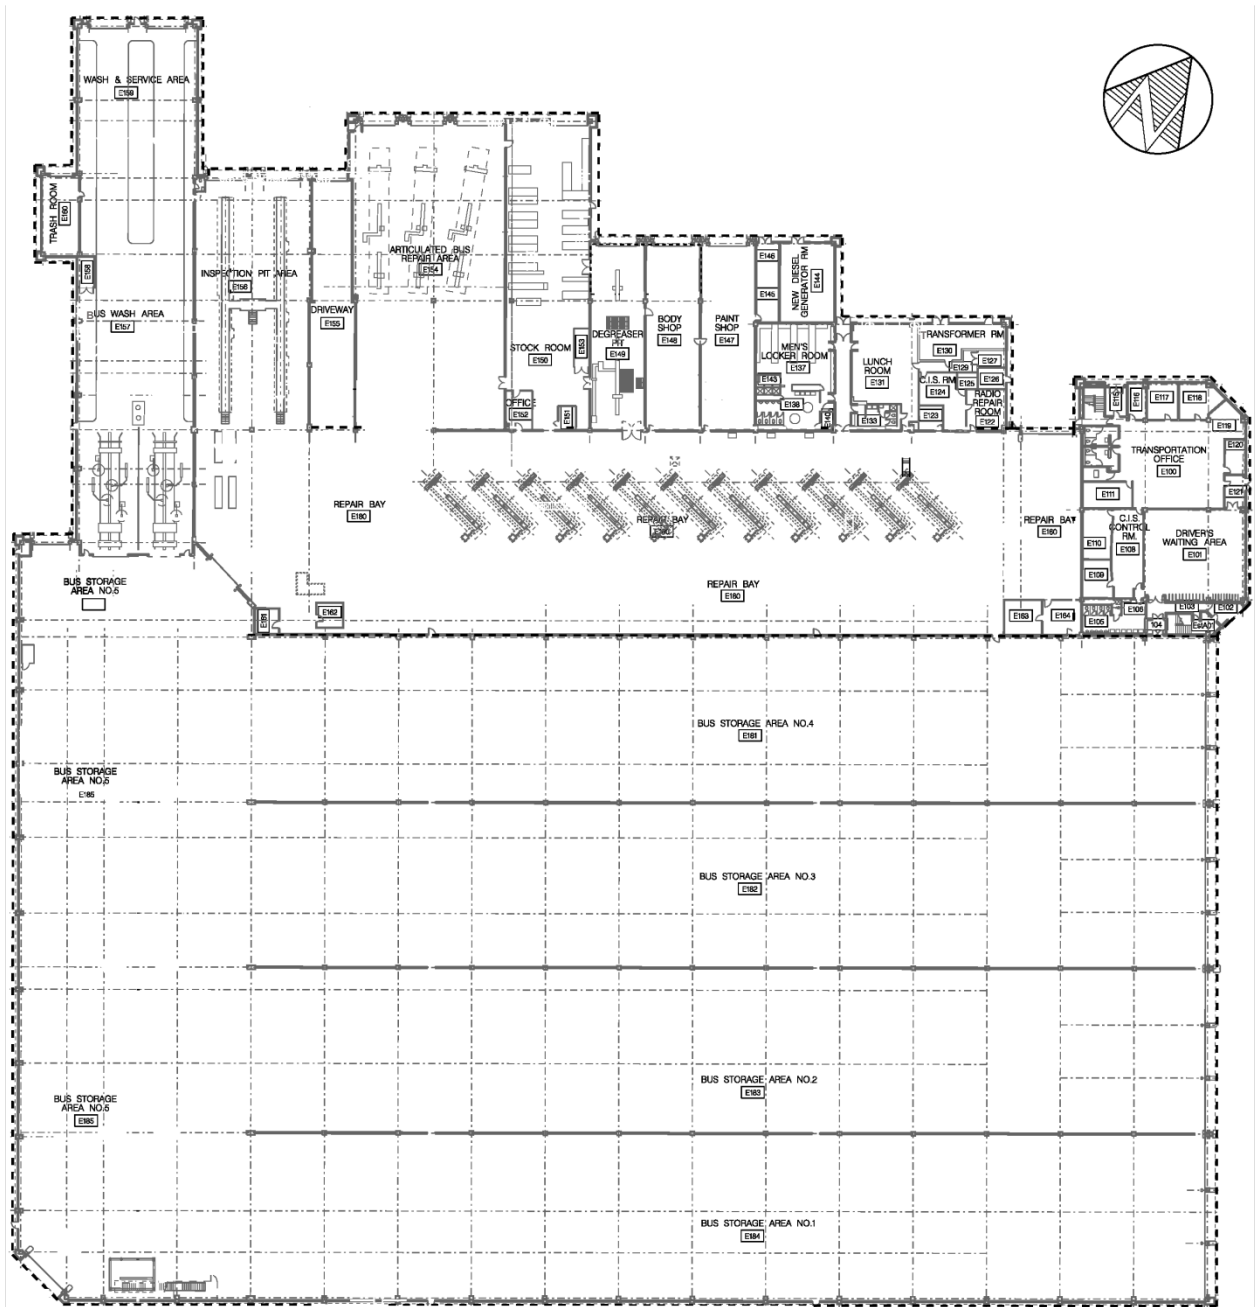 WASH & SERVICE AREA
E159
TRASH ROOM
E160
E158
BUS WASH AREA
E157
INSPECTION PIT AREA
E156
DRIVEWAY
E155
ARTICULATED BUS
REPAIR AREA
E154
STOCK ROOM
E150
E153
OFFICE
E152
E151
DEGREASER
PIT
E149
BODY
SHOP
E148
PAINT
SHOP
E147
E146
E145
NEW DIESEL
GENERATOR RM
E144
MEN'S
LOCKER ROOM
E137
E143
E138
LUNCH
ROOM
E131
E133
TRANSFORMER RM
E130
E129
E127
C.I.S. RM
E124
E125
E126
E123
RADIO
REPAIR
ROOM
E122
E115
E116
E117
E118
E119
TRANSPORTATION
OFFICE
E100
E120
E111
E121
C.I.S.
CONTROL
RM.
E108
DRIVER'S
WAITING AREA
E101
E110
E109
E105
E106
E103
E102
104
REPAIR BAY
E180
REPAIR BAY
REPAIR BAY
E180
REPAIR BAY
E180
E162
E163
E164
BUS STORAGE
AREA NO.5
BUS STORAGE AREA NO.4
E181
BUS STORAGE
AREA NO.5
E185
BUS STORAGE AREA NO.3
E182
BUS STORAGE AREA NO.2
E183
BUS STORAGE
AREA NO.5
E185
BUS STORAGE AREA NO.1
E184